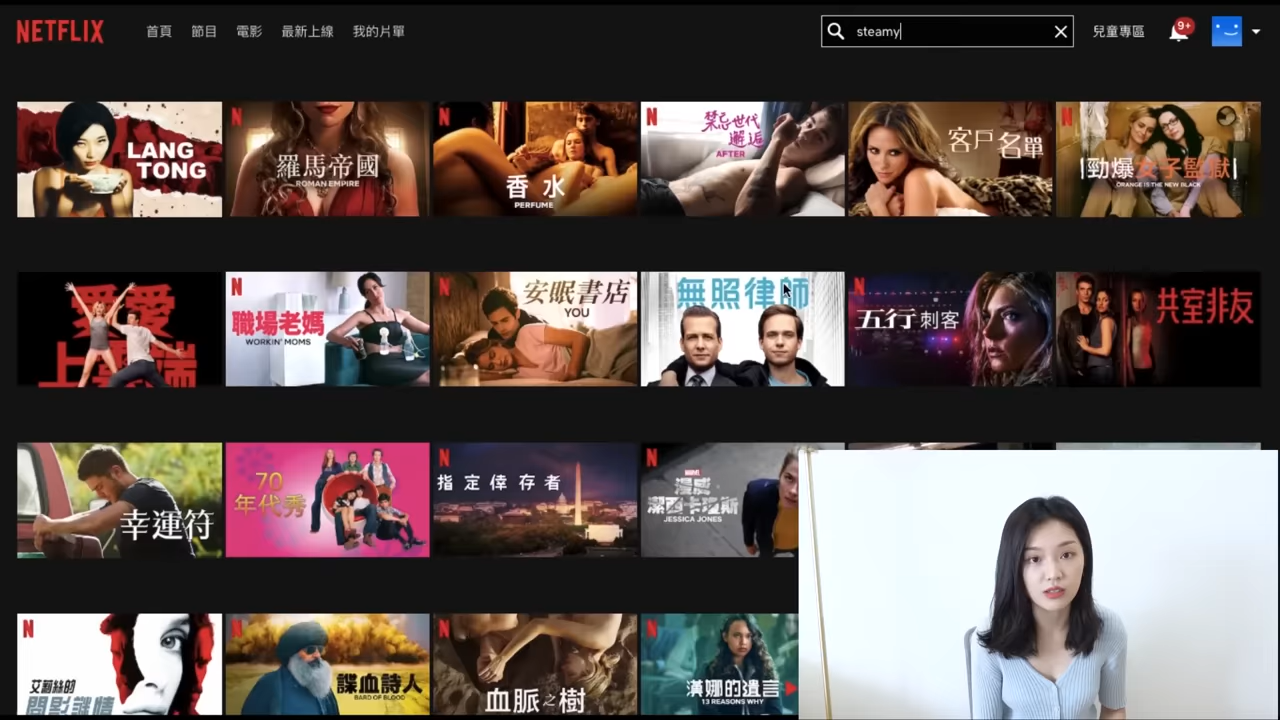 NETFLIX
首頁
節目
電影
最新上線
我的片單
steamy
兒童專區
9+
LANG
TONG
N
羅馬帝國
ROMAN EMPIRE
N
香水
PERFUME
N
禁忌世代
邂逅
AFTER
客戶名單
N
勁爆女子監獄
ORANGE IS THE NEW BLACK
愛愛
上雲端
N
職場老媽
WORKIN' MOMS
N
安眠書店
YOU
無照律師
N
五行刺客
共室非友
幸運符
70
年代秀
N
指定倖存者
N
MARVEL
漫威
潔西卡瓊斯
JESSICA JONES
N
艾莉絲的
N
諜血詩人
BARD OF BLOOD
N
血脈之樹
N
漢娜的遺言
13 REASONS WHY